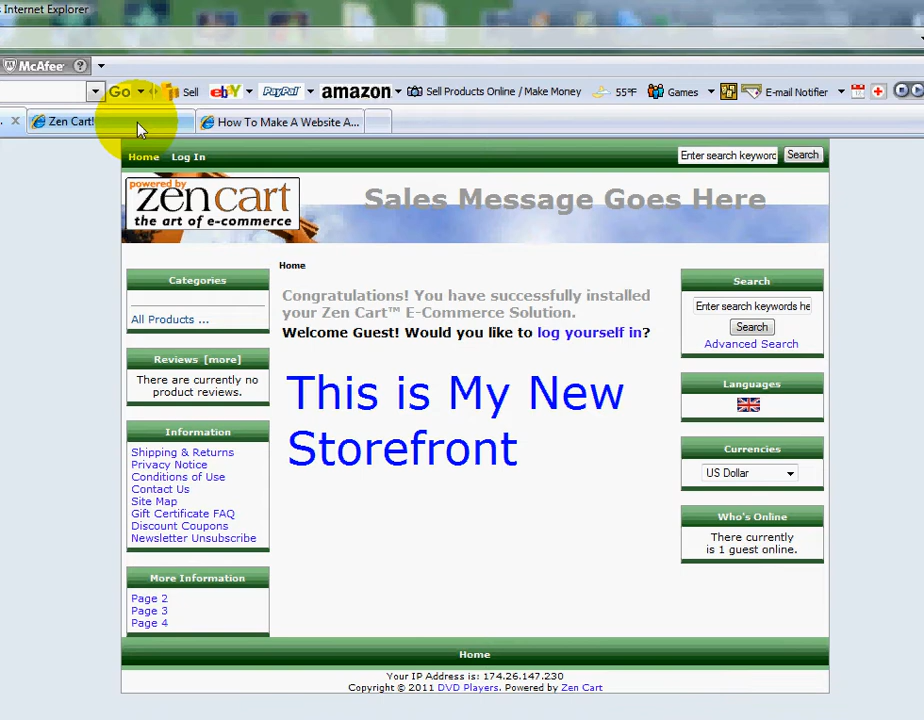 s Internet Explorer
McAfee
Go Sell ebY PayPal amazon Sell Products Online / Make Money 55°F Games E-mail Notifier
Zen Cart! How To Make A Website A...
Home Log In Enter search keyworc Search
powered by
zen cart
the art of e-commerce
Sales Message Goes Here
Home
Categories
All Products ...
Reviews [more]
There are currently no
product reviews.
Information
Shipping & Returns
Privacy Notice
Conditions of Use
Contact Us
Site Map
Gift Certificate FAQ
Discount Coupons
Newsletter Unsubscribe
More Information
Page 2
Page 3
Page 4
Congratulations! You have successfully installed
your Zen Cart™ E-Commerce Solution.
Welcome Guest! Would you like to log yourself in?
This is My New
Storefront
Search
Enter search keywords he
Search
Advanced Search
Languages
Currencies
US Dollar
Who's Online
There currently
is 1 guest online.
Home
Your IP Address is: 174.26.147.230
Copyright © 2011 DVD Players. Powered by Zen Cart